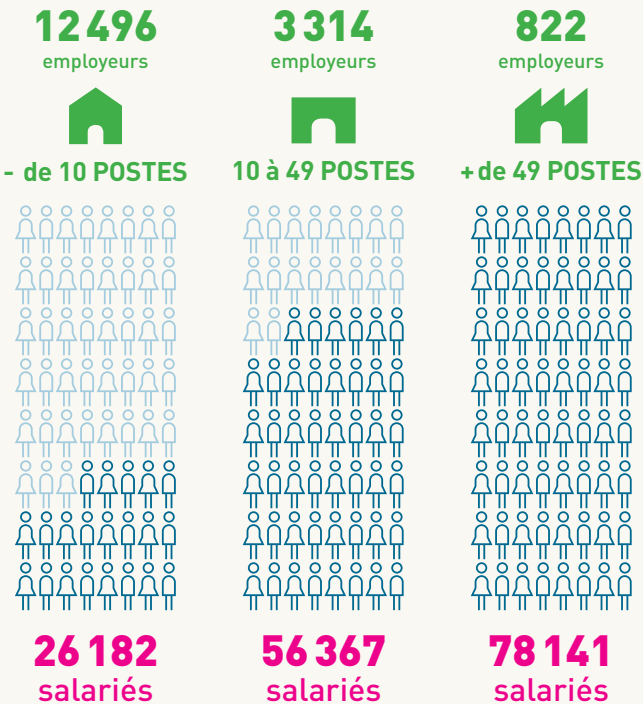 12 496
employeurs
- de 10 POSTES
26 182
salariés
3 314
employeurs
10 à 49 POSTES
56 367
salariés
822
employeurs
+ de 49 POSTES
78 141
salariés